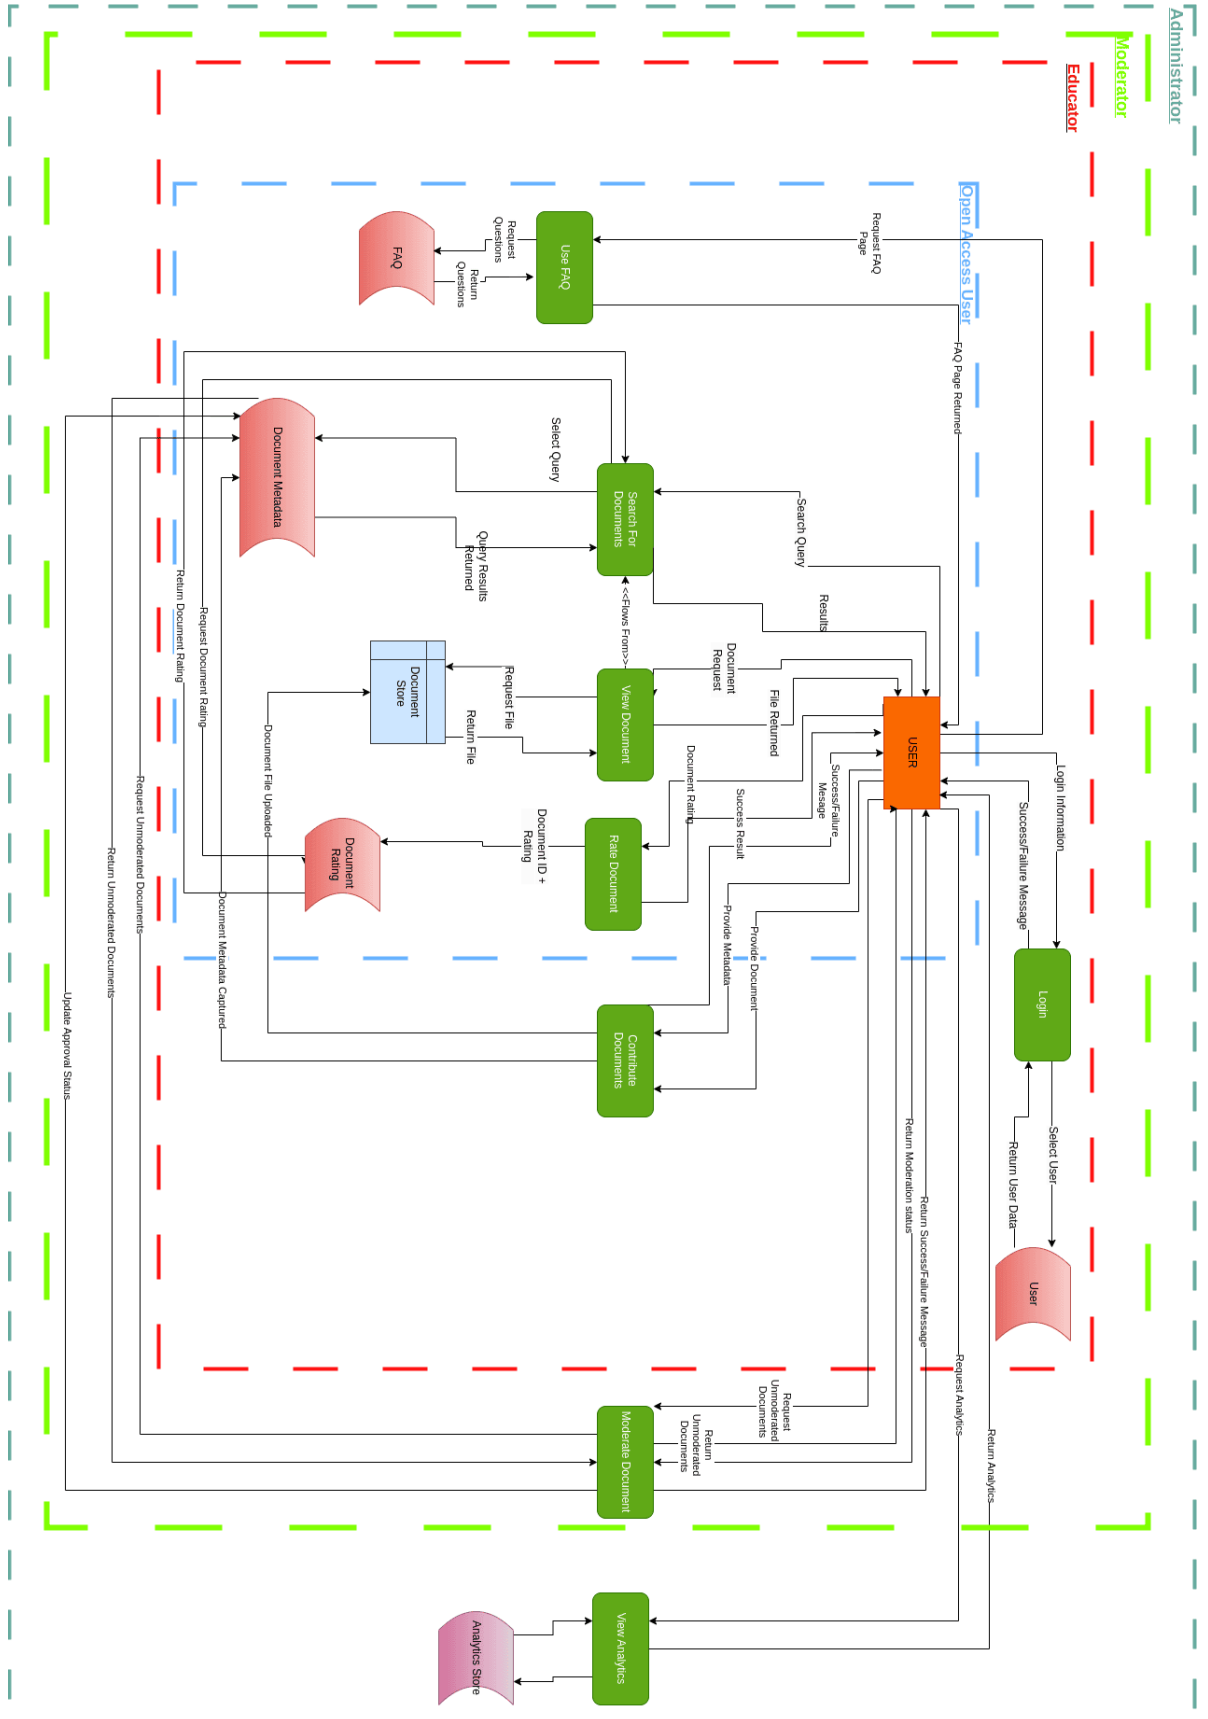 Administrator
Moderator
Educator
Open Access User
Request FAQ
Page
Use FAQ
Request
Questions
Return
Questions
FAQ
FAQ Page Returned
Select Query
Search Query
Search For
Documents
Document Metadata
Query Results
Returned
Results
<<Flows From>>
Return Document Rating
Request Document Rating
Document
Request
View Document
Request File
Return File
Document
Store
File Returned
USER
Login Information
Success/Failure Message
Document Rating
Success/Failure
Mesage
Success Result
Rate Document
Document ID +
Rating
Document
Rating
Document File Uploaded
Request Unmoderated Documents
Return Unmoderated Documents
Document Metadata Captured
Update Approval Status
Provide Metadata
Provide Document
Login
Contribute
Documents
Select User
Return User Data
User
Return Moderation status
Return Success/Failure Message
Request Analytics
Return Analytics
Request
Unmoderated
Documents
Return
Unmoderated
Documents
Moderate Document
View Analytics
Analytics Store